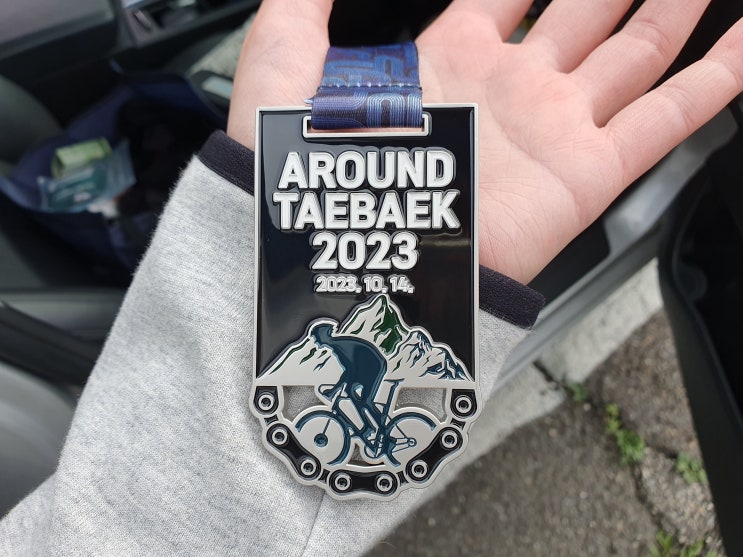 AROUND
TAEBAEK
2023
2023. 10. 14.